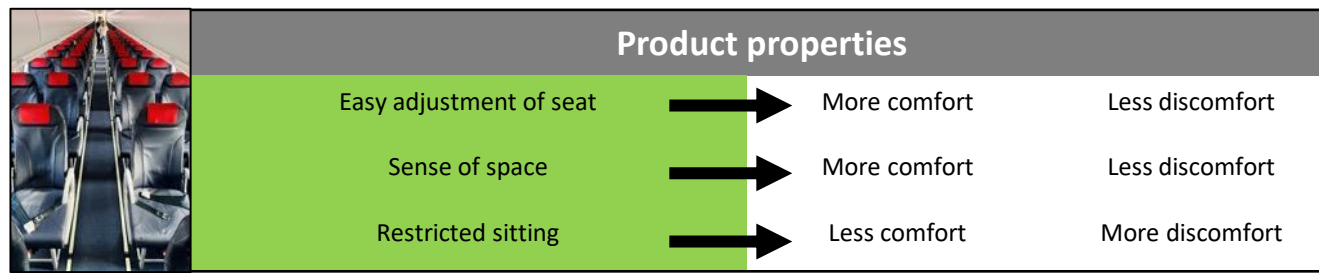 Product properties
Easy adjustment of seat More comfort Less discomfort
Sense of space More comfort Less discomfort
Restricted sitting Less comfort More discomfort